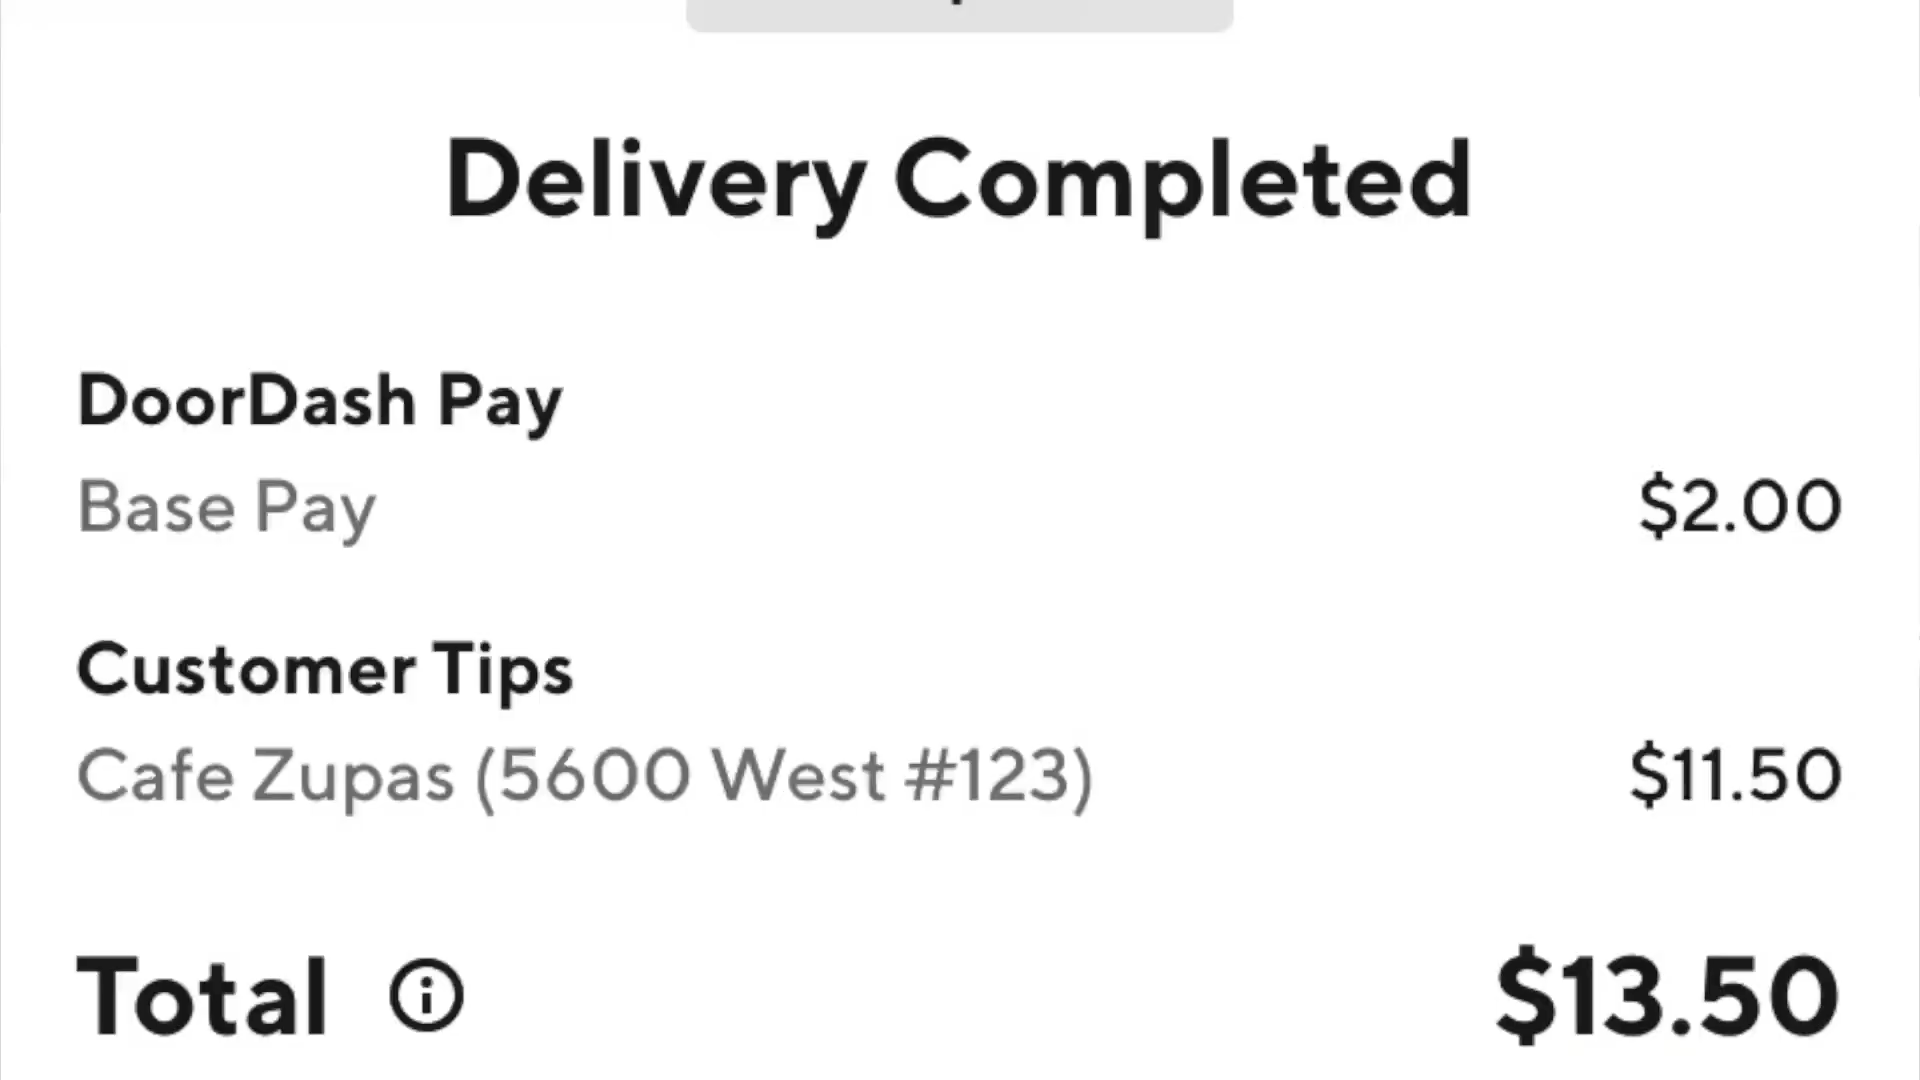 Delivery Completed
DoorDash Pay
Base Pay $2.00
Customer Tips
Cafe Zupas (5600 West #123) $11.50
Total $13.50